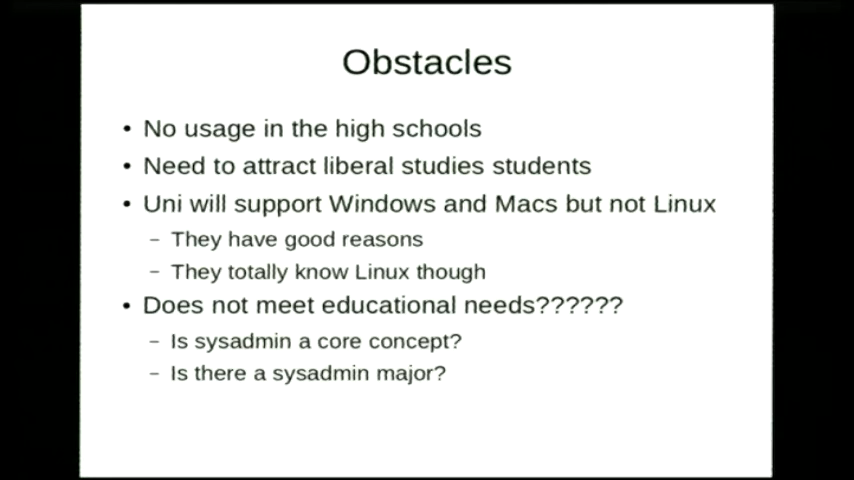 Obstacles
• No usage in the high schools
• Need to attract liberal studies students
• Uni will support Windows and Macs but not Linux
– They have good reasons
– They totally know Linux though
• Does not meet educational needs??????
– Is sysadmin a core concept?
– Is there a sysadmin major?